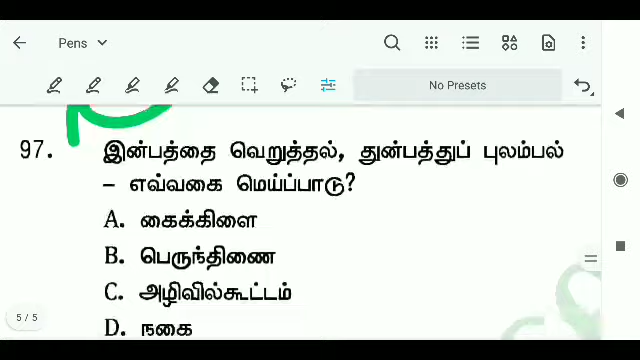 Pens
No Presets
97. இன்பத்தை வெறுத்தல், துன்பத்துப் புலம்பல்
– எவ்வகை மெய்ப்பாடு?
A. கைக்கிளை
B. பெருந்திணை
C. அழிவில்கூட்டம்
D. நகை
5 / 5